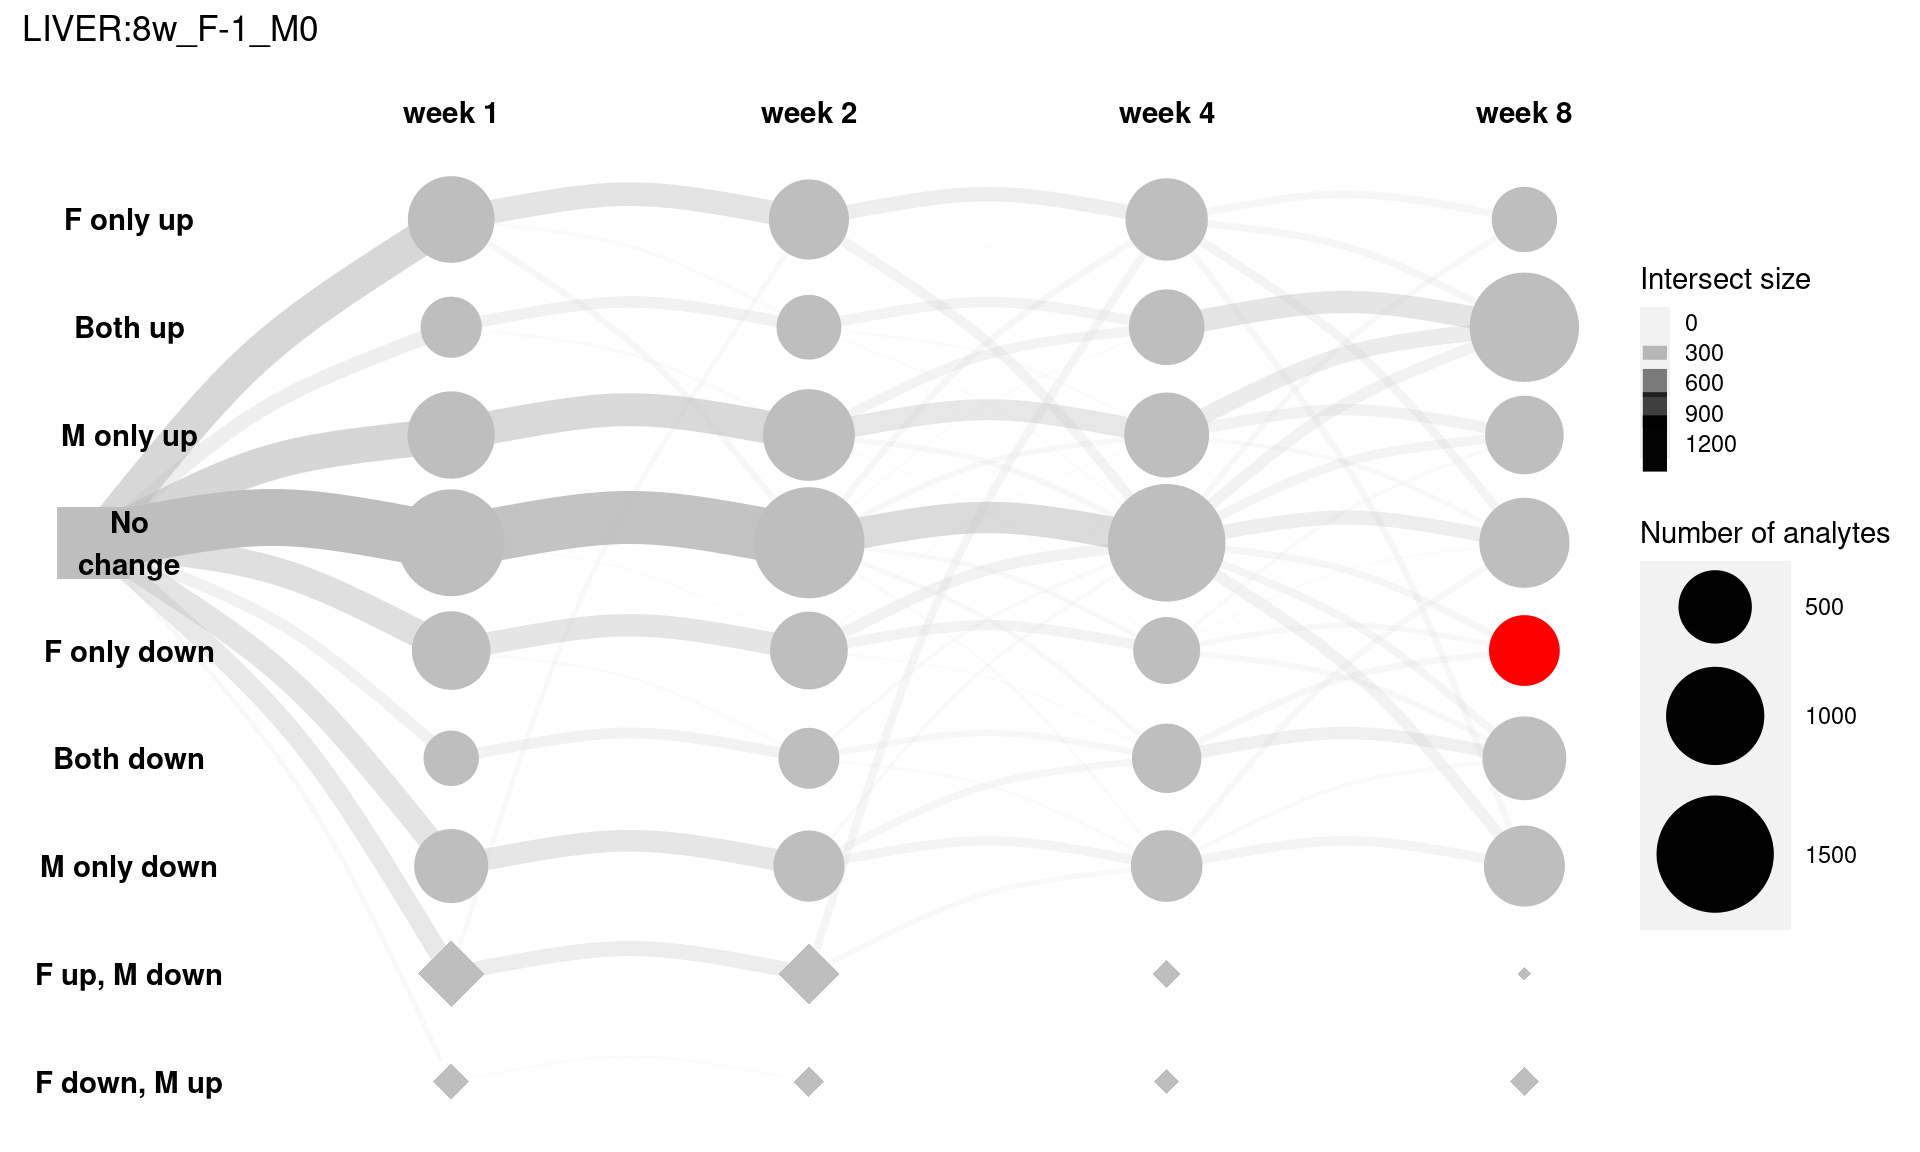 LIVER:8w_F-1_M0
week 1 week 2 week 4 week 8
F only up
Both up
M only up
No
change
F only down
Both down
M only down
F up, M down
F down, M up
Intersect size
0
300
600
900
1200
Number of analytes
500
1000
1500